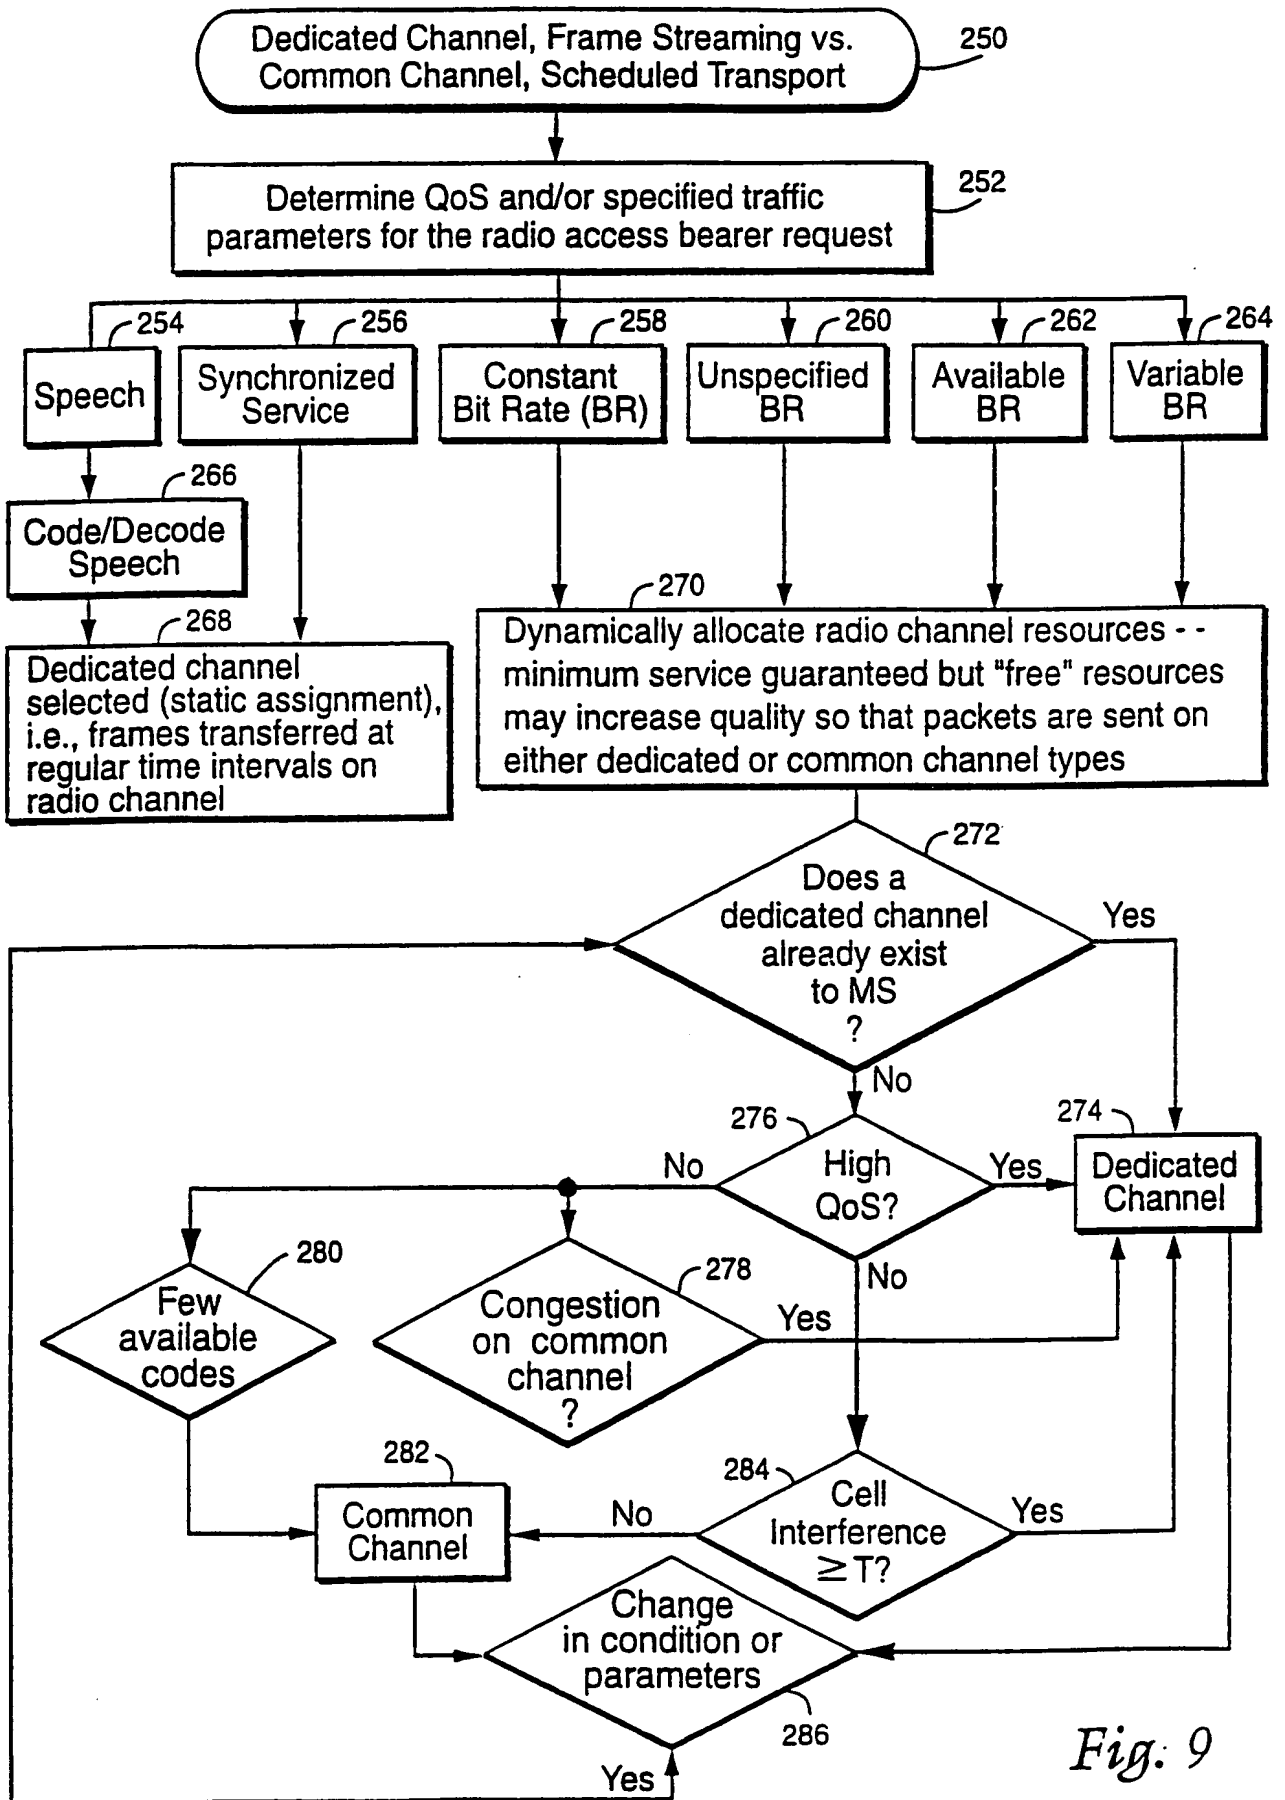 Dedicated Channel, Frame Streaming vs.
Common Channel, Scheduled Transport
250
Determine QoS and/or specified traffic
parameters for the radio access bearer request
252
254
256
258
260
262
264
Speech
Synchronized
Service
Constant
Bit Rate (BR)
Unspecified
BR
Available
BR
Variable
BR
266
Code/Decode
Speech
268
Dedicated channel
selected (static assignment),
i.e., frames transferred at
regular time intervals on
radio channel
270
Dynamically allocate radio channel resources - -
minimum service guaranteed but "free" resources
may increase quality so that packets are sent on
either dedicated or common channel types
272
Does a
dedicated channel
already exist
to MS
?
Yes
No
276
High
QoS?
No
Yes
No
274
Dedicated
Channel
280
Few
available
codes
278
Congestion
on common
channel
?
Yes
282
Common
Channel
284
Cell
Interference
≥T?
No
Yes
Change
in condition or
parameters
286
Yes
Fig. 9